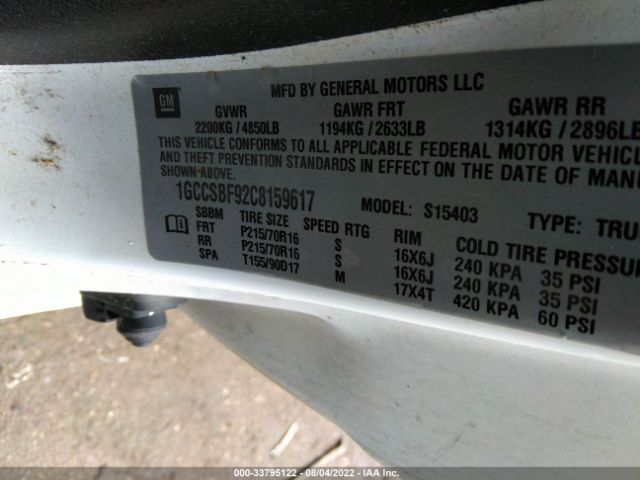 GM
MFD BY GENERAL MOTORS LLC
GVWR GAWR FRT GAWR RR
2200KG / 4850LB 1194KG / 2633LB 1314KG / 2896LB
THIS VEHICLE CONFORMS TO ALL APPLICABLE FEDERAL MOTOR VEHICLE
AND THEFT PREVENTION STANDARDS IN EFFECT ON THE DATE OF
SHOWN ABOVE.
1GCCSBF92C8159617 MODEL: S15403 TYPE:
SBBM TIRE SIZE SPEED RTG RIM COLD TIRE PRESSURE
FRT P215/70R16 S 16X6J 240 KPA 35 PSI
RR P215/70R16 S 16X6J 240 KPA 35 PSI
SPA T155/90D17 M 17X4T 420 KPA 60 PSI
000-33795122 - 08/04/2022 - IAA Inc.